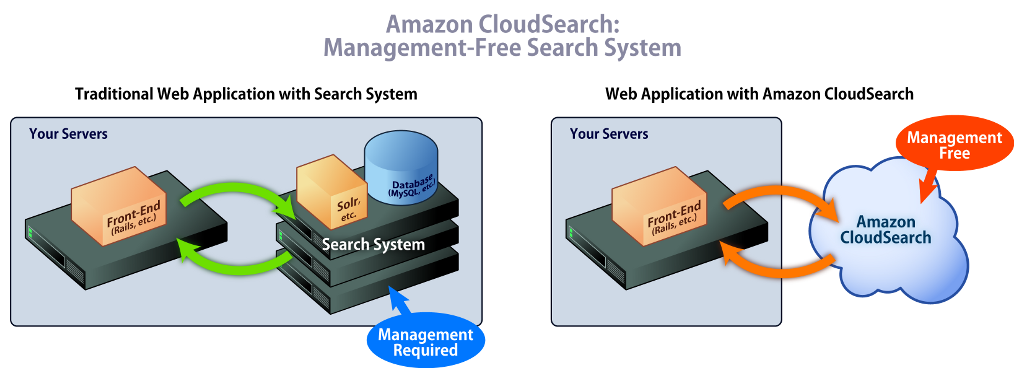 Amazon CloudSearch:
Management-Free Search System
Traditional Web Application with Search System
Your Servers
Front-End
(Rails, etc.)
Solr,
etc.
Database
(MySQL, etc.)
Search System
Management
Required
Web Application with Amazon CloudSearch
Your Servers
Front-End
(Rails, etc.)
Management
Free
Amazon
CloudSearch